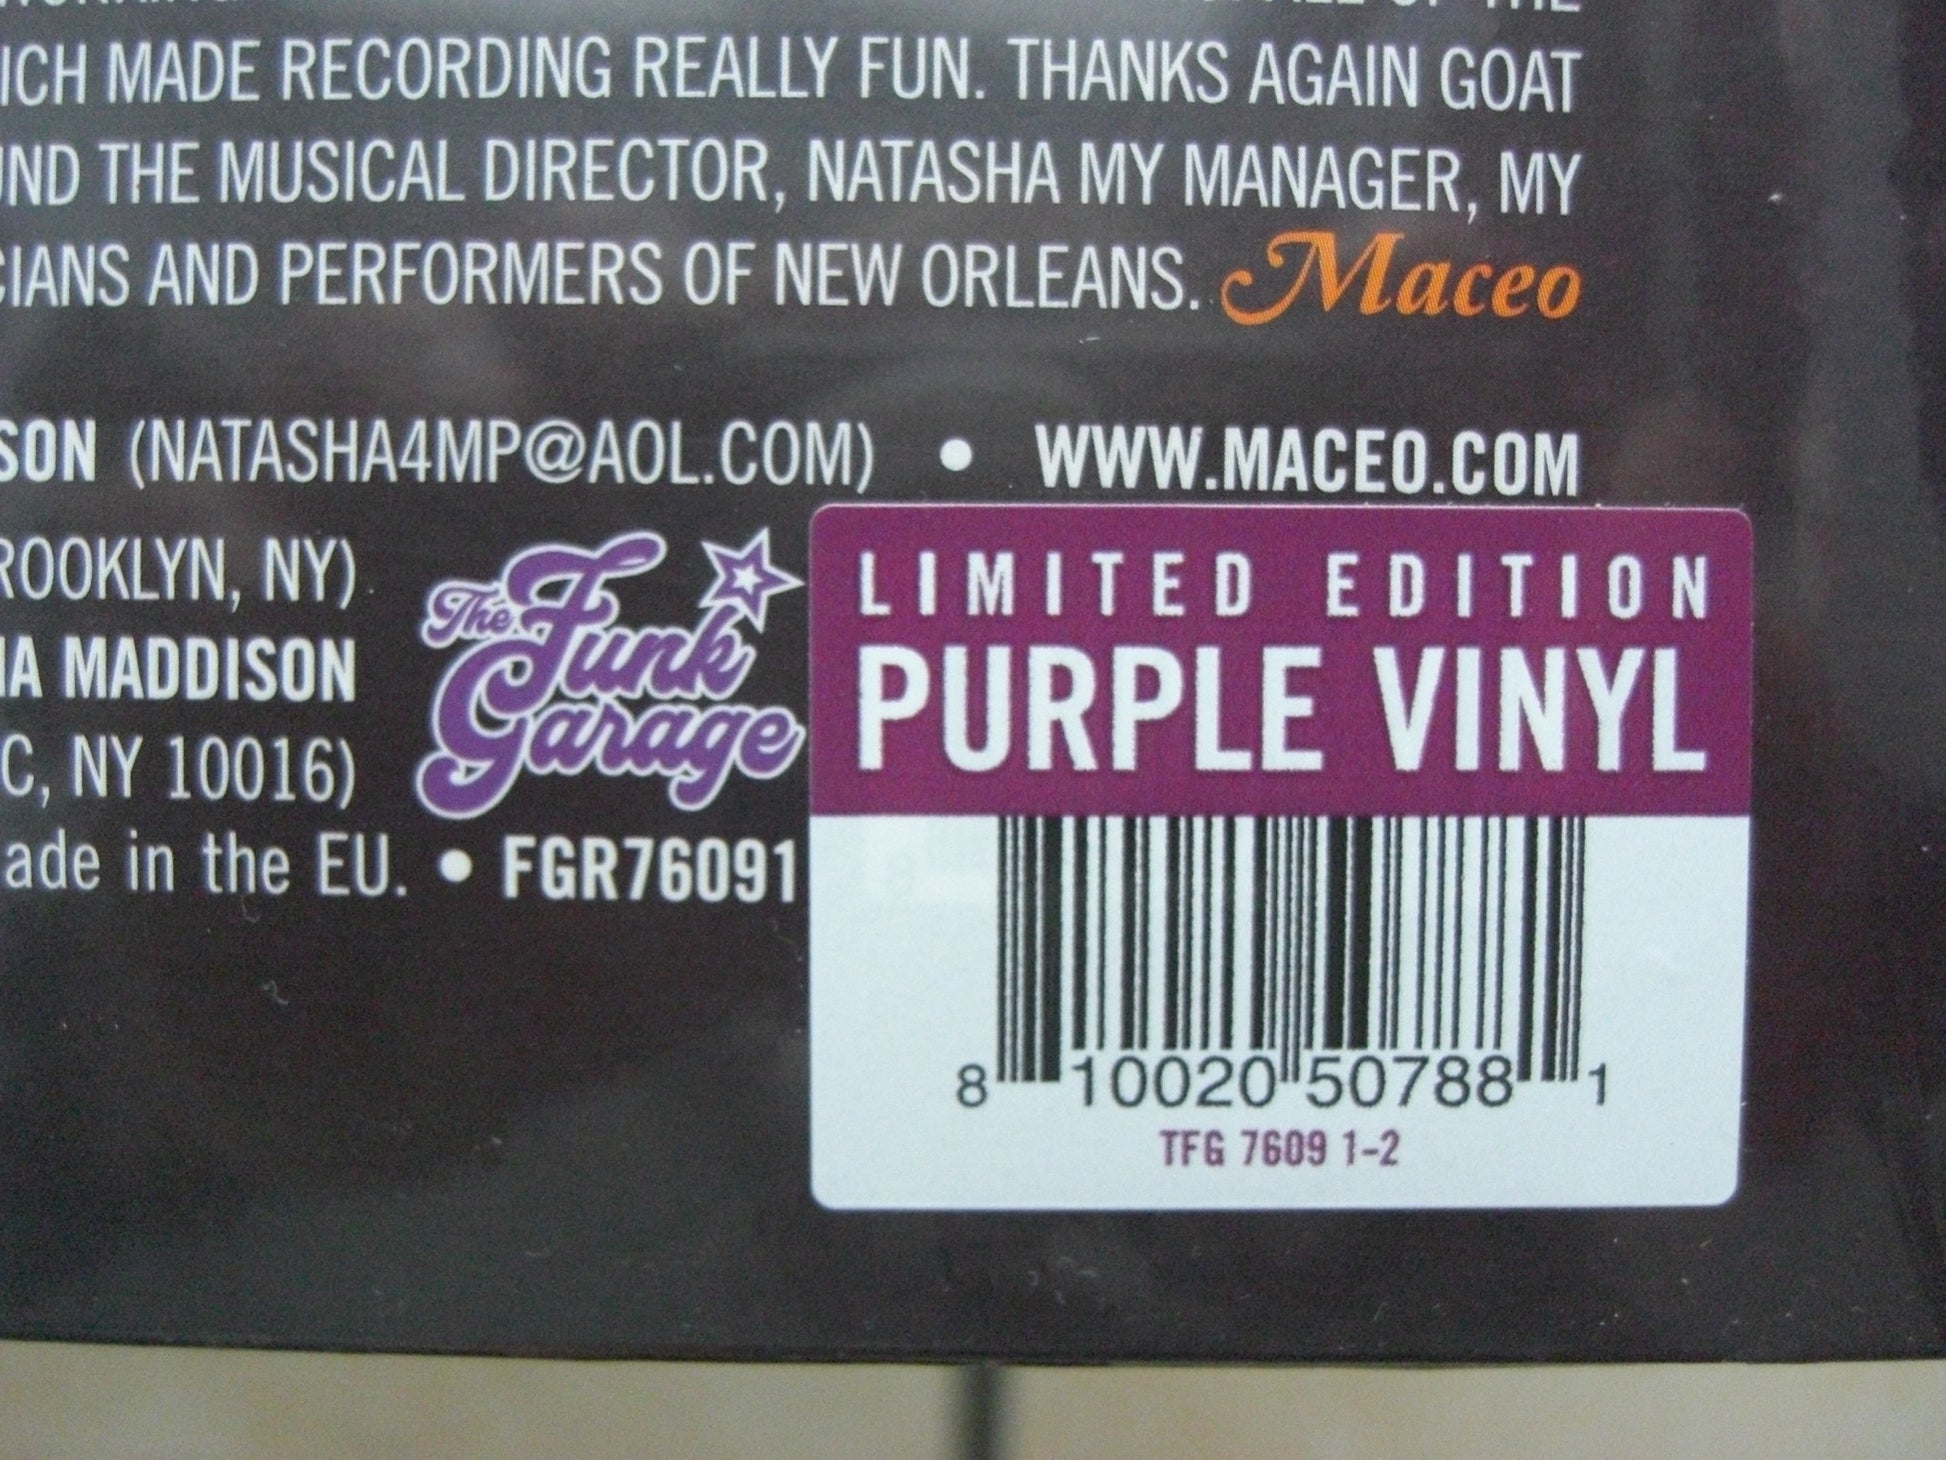 ICH MADE RECORDING REALLY FUN. THANKS AGAIN GOAT
UND THE MUSICAL DIRECTOR, NATASHA MY MANAGER, MY
CIANS AND PERFORMERS OF NEW ORLEANS. Maceo
SON (NATASHA4MP@AOL.COM) • WWW.MACEO.COM
ROOKLYN, NY)
HA MADDISON
C, NY 10016)
ade in the EU. • FGR76091
The
Funk
Garage
LIMITED EDITION
PURPLE VINYL
8 10020 50788 1
TFG 7609 1-2